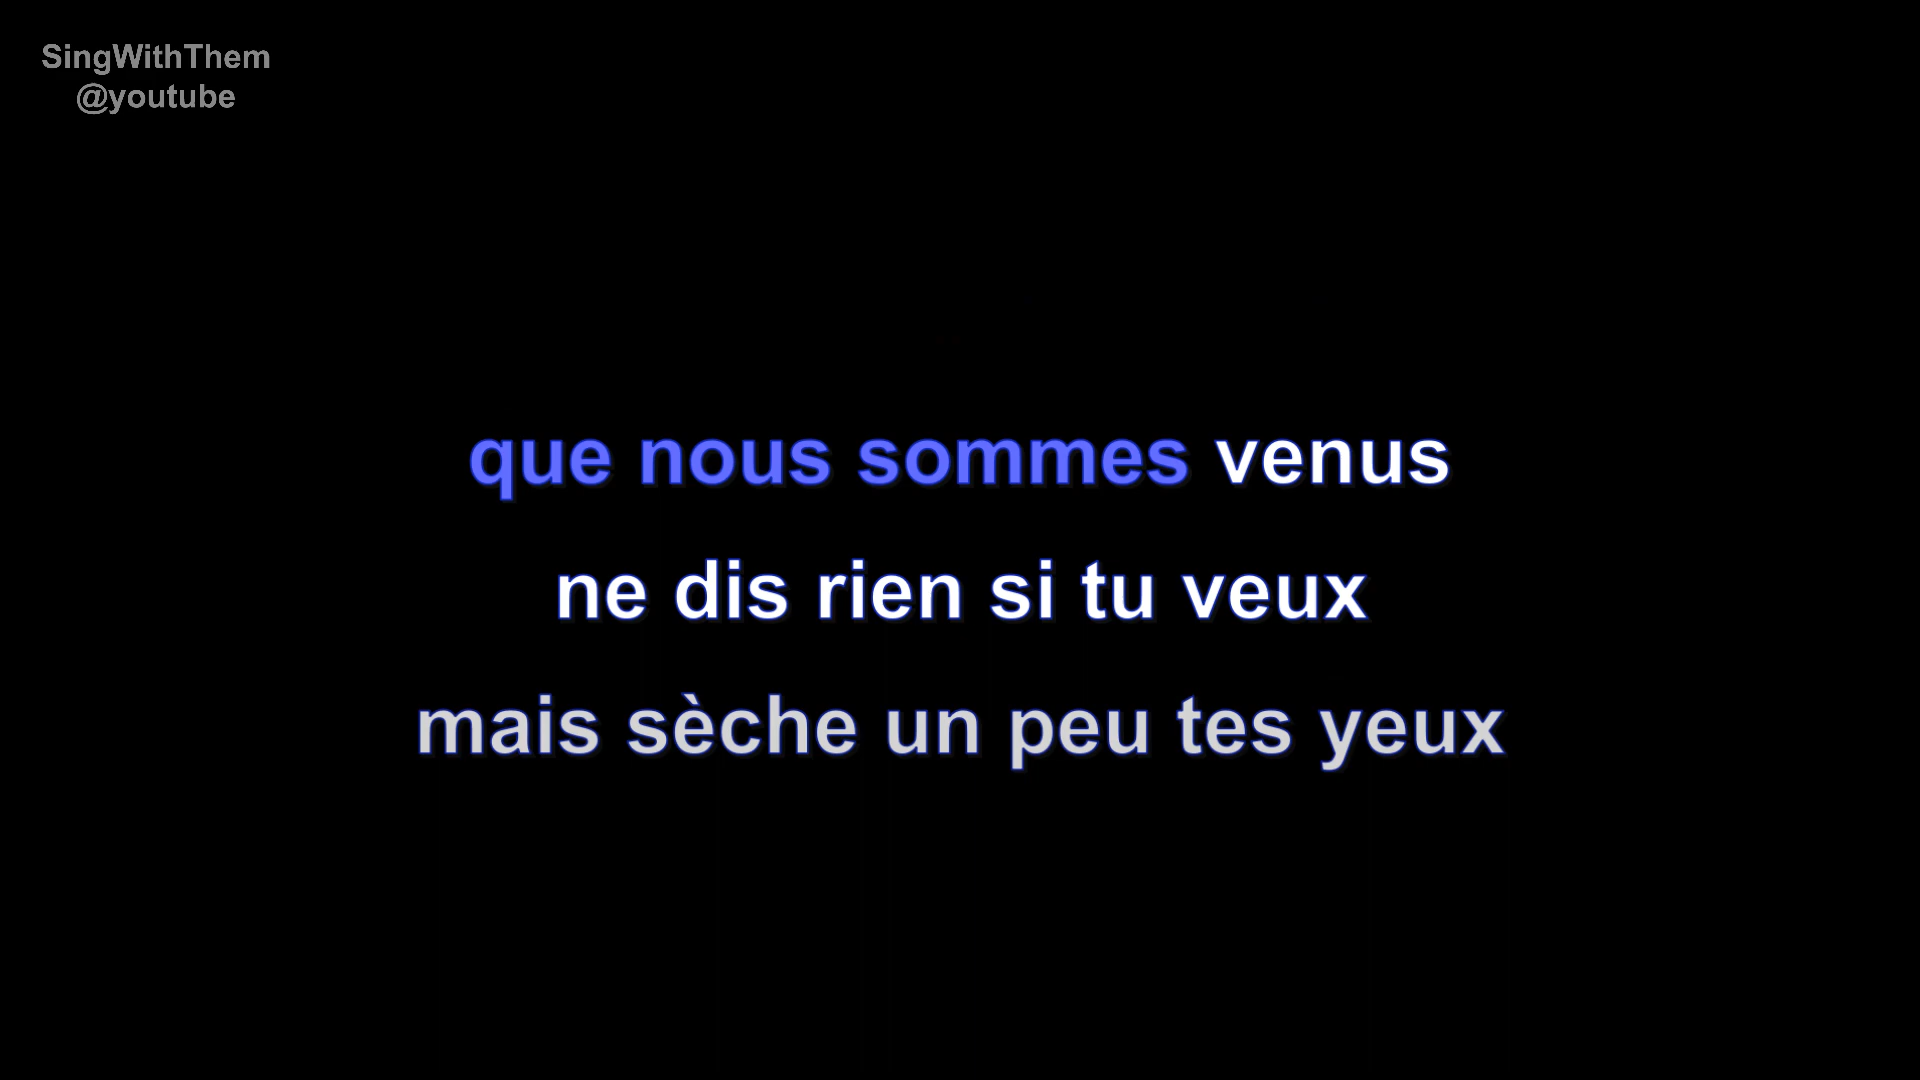 SingWithThem
@youtube
que nous sommes venus
ne dis rien si tu veux
mais sèche un peu tes yeux